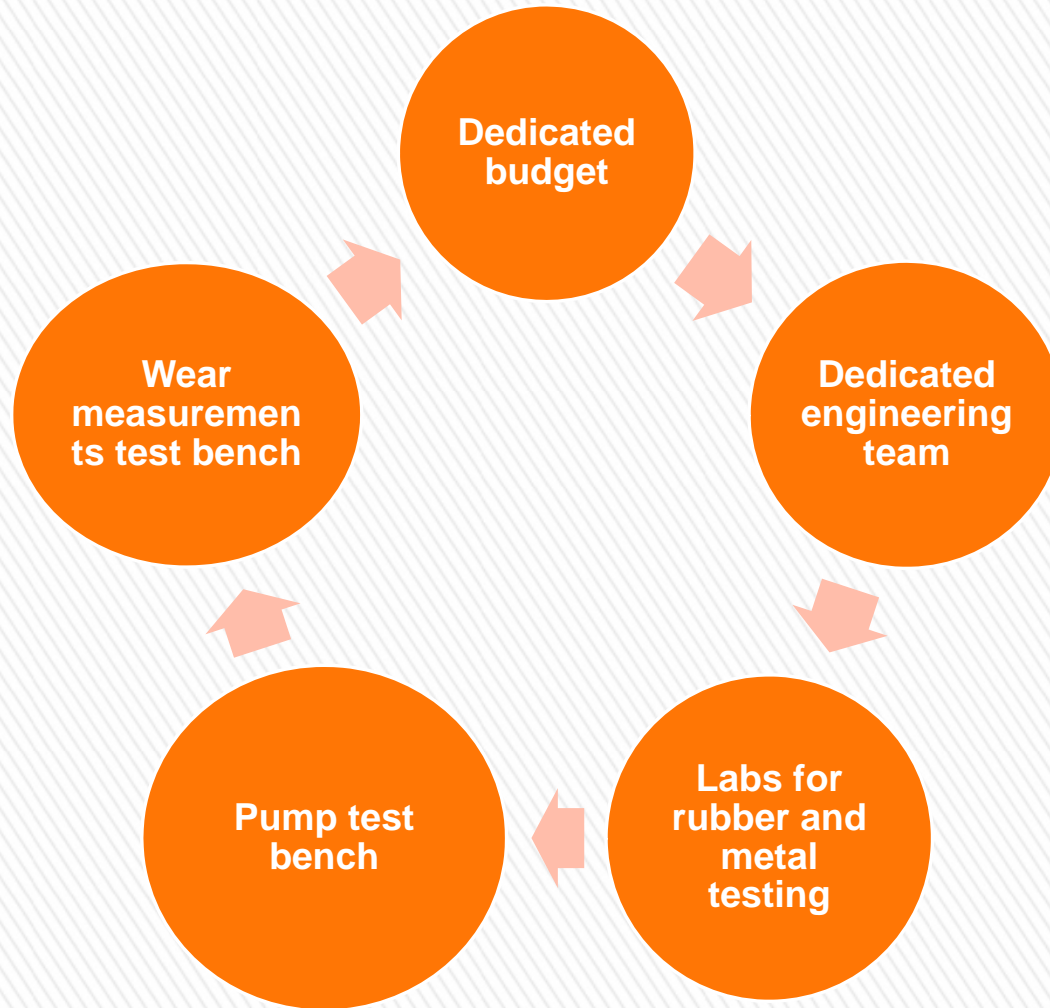 Dedicated
budget
Dedicated
engineering
team
Labs for
rubber and
metal
testing
Pump test
bench
Wear
measuremen
ts test bench